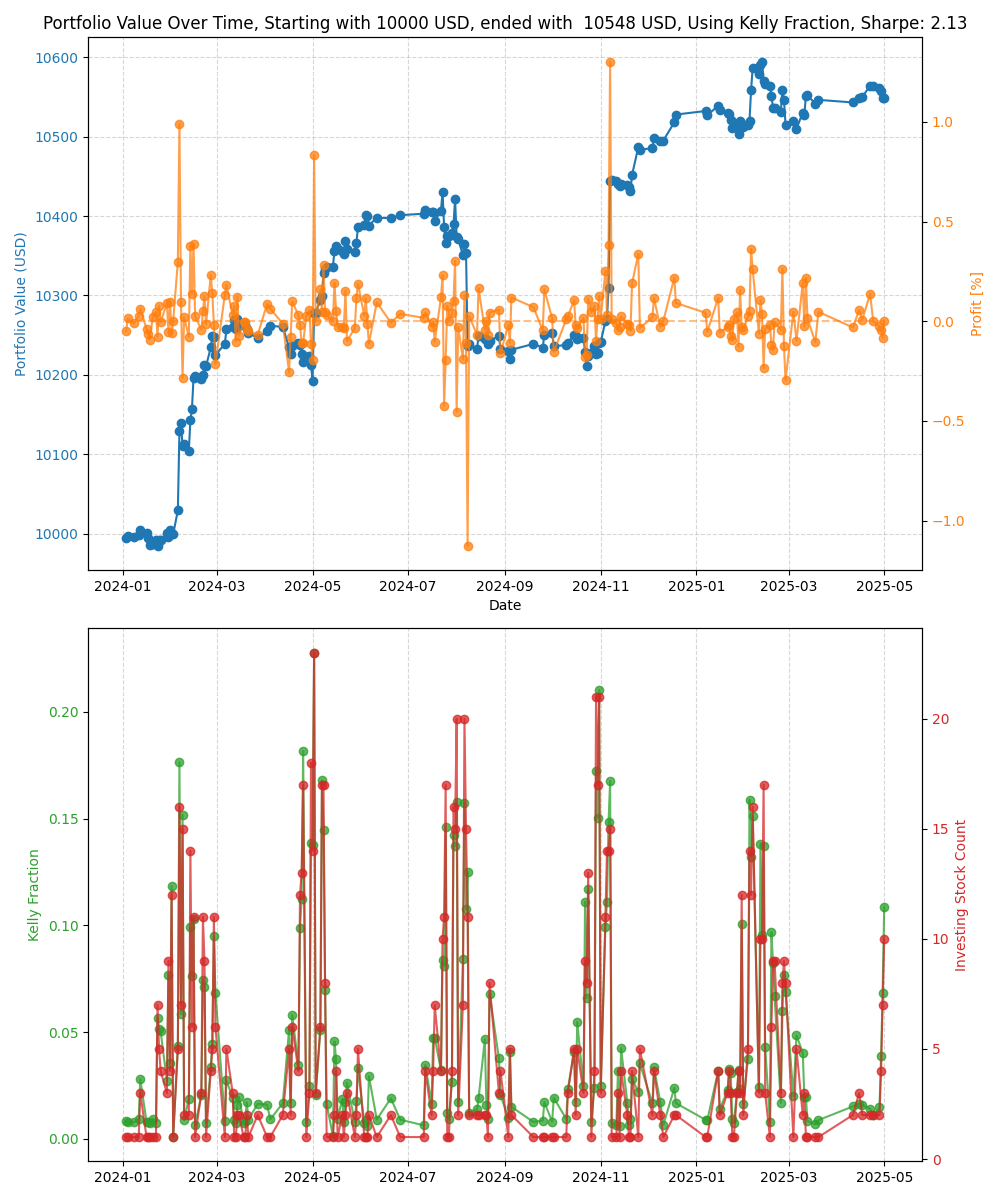 Portfolio Value Over Time, Starting with 10000 USD, ended with  10548 USD, Using Kelly Fraction, Sharpe: 2.13
10600
10500
10400
10300
10200
10100
10000
Portfolio Value (USD)
1.0
0.5
0.0
−0.5
−1.0
Profit [%]
2024-01 2024-03 2024-05 2024-07 2024-09 2024-11 2025-01 2025-03 2025-05
Date
0.20
0.15
0.10
0.05
0.00
Kelly Fraction
20
15
10
5
0
Investing Stock Count
2024-01 2024-03 2024-05 2024-07 2024-09 2024-11 2025-01 2025-03 2025-05